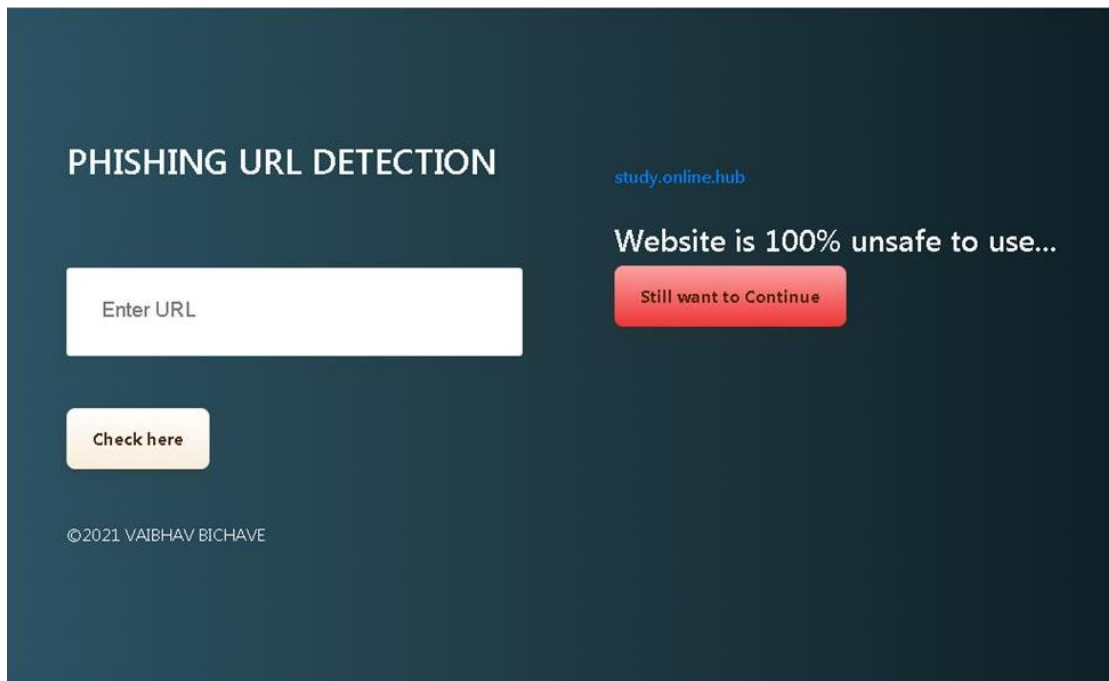 PHISHING URL DETECTION
Enter URL
Check here
©2021 VAIBHAV BICHAVE
study.online.hub
Website is 100% unsafe to use...
Still want to Continue